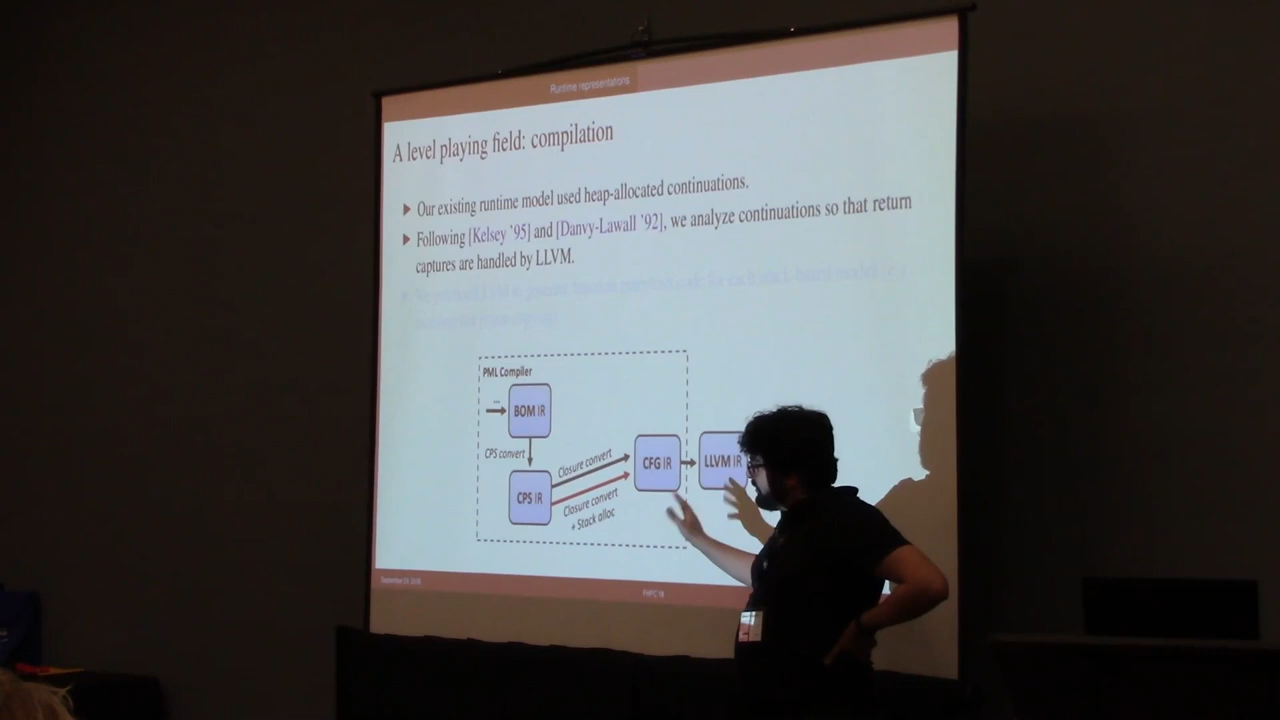 Runtime representations
A level playing field: compilation
Our existing runtime model used heap-allocated continuations.
Following [Kelsey '95] and [Danvy-Lawall '92], we analyze continuations so that return
captures are handled by LLVM.
PML Compiler
...
BOM IR
CPS convert
Closure convert
CFG IR
LLVM IR
CPS IR
Closure convert
+ Stack alloc